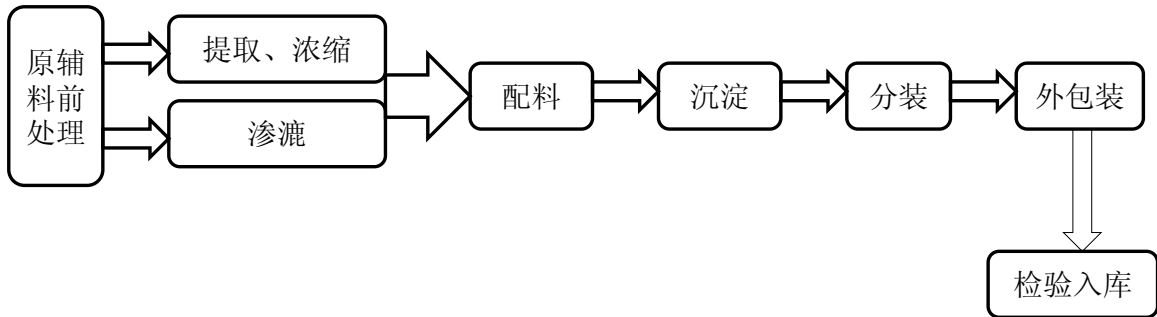 原辅
料前
处理
提取、浓缩
渗漉
配料
沉淀
分装
外包装
检验入库